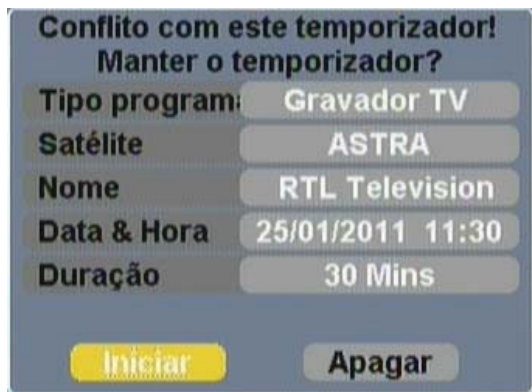 Conflito com este temporizador!
Manter o temporizador?
Tipo program: Gravador TV
Satélite ASTRA
Nome RTL Television
Data & Hora 25/01/2011 11:30
Duração 30 Mins
Iniciar Apagar